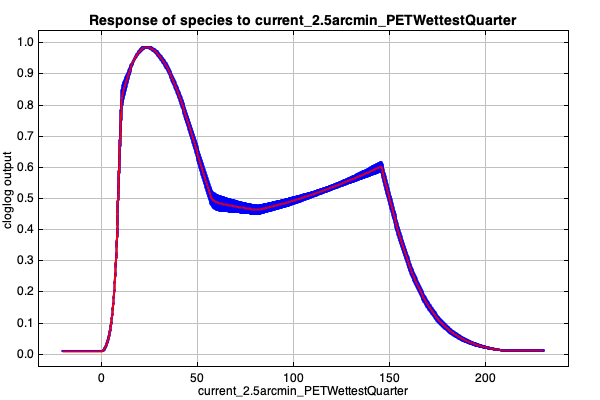 Response of species to current_2.5arcmin_PETWettestQuarter
cloglog output
1.0
0.9
0.8
0.7
0.6
0.5
0.4
0.3
0.2
0.1
0.0
0 50 100 150 200
current_2.5arcmin_PETWettestQuarter